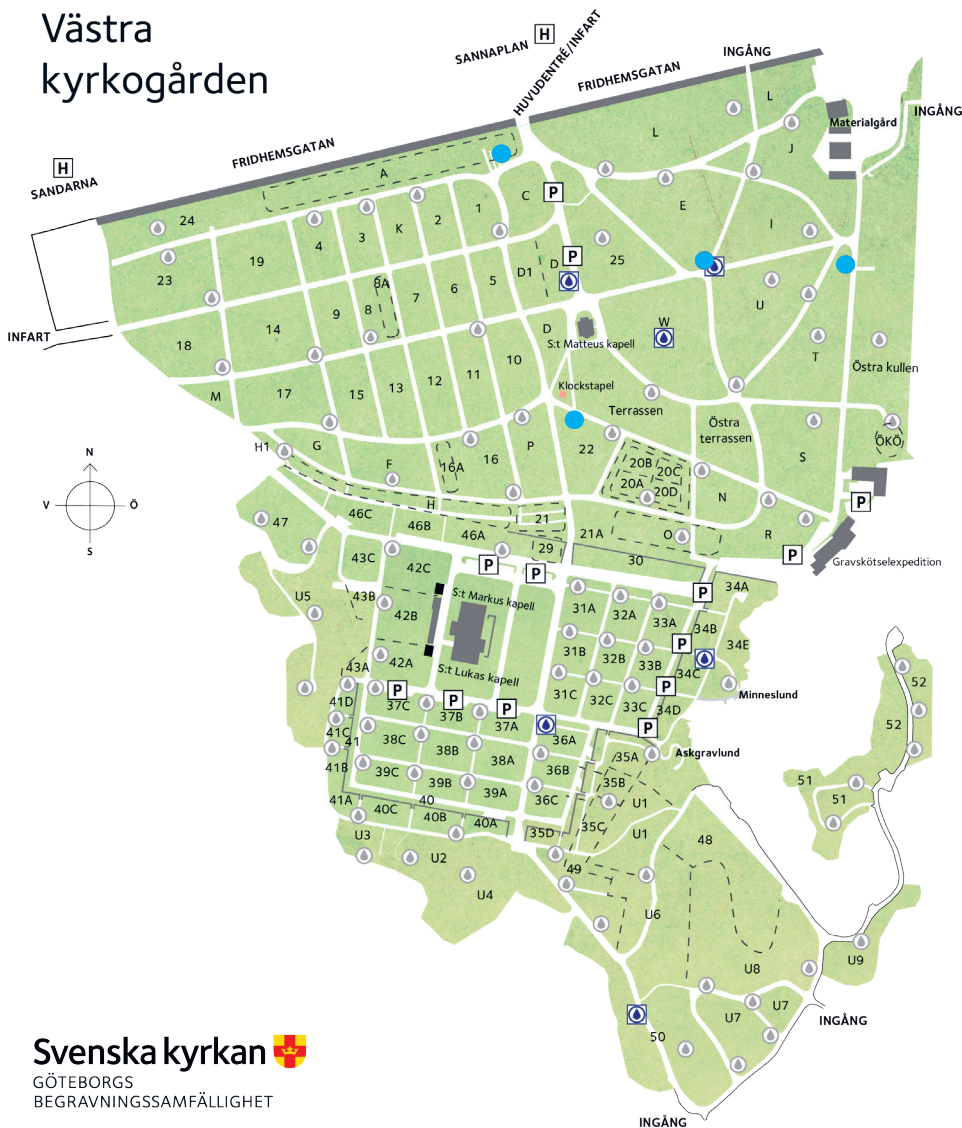 Västra
kyrkogården
H
SANNAPLAN
HUVUDENTRÉ/INFART
FRIDHEMSGATAN
INGÅNG
INGÅNG
Materialgård
H
SANDARNA
FRIDHEMSGATAN
L
L
J
A
24
23
19
4
3
K
2
1
C
P
E
I
P
D
25
D1
5
6
7
8A
8
9
14
18
INFART
U
W
T
D
S:t Matteus kapell
Östra kullen
10
11
12
13
15
17
M
Klockstapel
Terrassen
Östra
terrassen
ÖKÖ
H1
G
F
16A
16
P
22
20B
20C
20A
20D
N
S
H
21
21A
O
R
P
P
Gravskötselexpedition
N
V
Ö
S
47
46C
46B
46A
29
30
43C
42C
P
P
34A
U5
43B
42B
S:t Markus kapell
31A
32A
33A
P
34B
34E
31B
32B
33B
P
34C
43A
42A
S:t Lukas kapell
31C
32C
33C
P
34D
Minneslund
41D
37C
P
37B
P
37A
P
P
41C
41
38C
38B
38A
36A
35A
Askgravlund
41B
39C
39B
39A
36B
35B
41A
40C
40
40B
40A
36C
35D
35C
U1
U1
U3
U2
U4
49
48
52
52
51
51
U6
U8
U9
U7
U7
50
INGÅNG
INGÅNG
Svenska kyrkan
GÖTEBORGS
BEGRAVNINGSSAMFÄLLIGHET